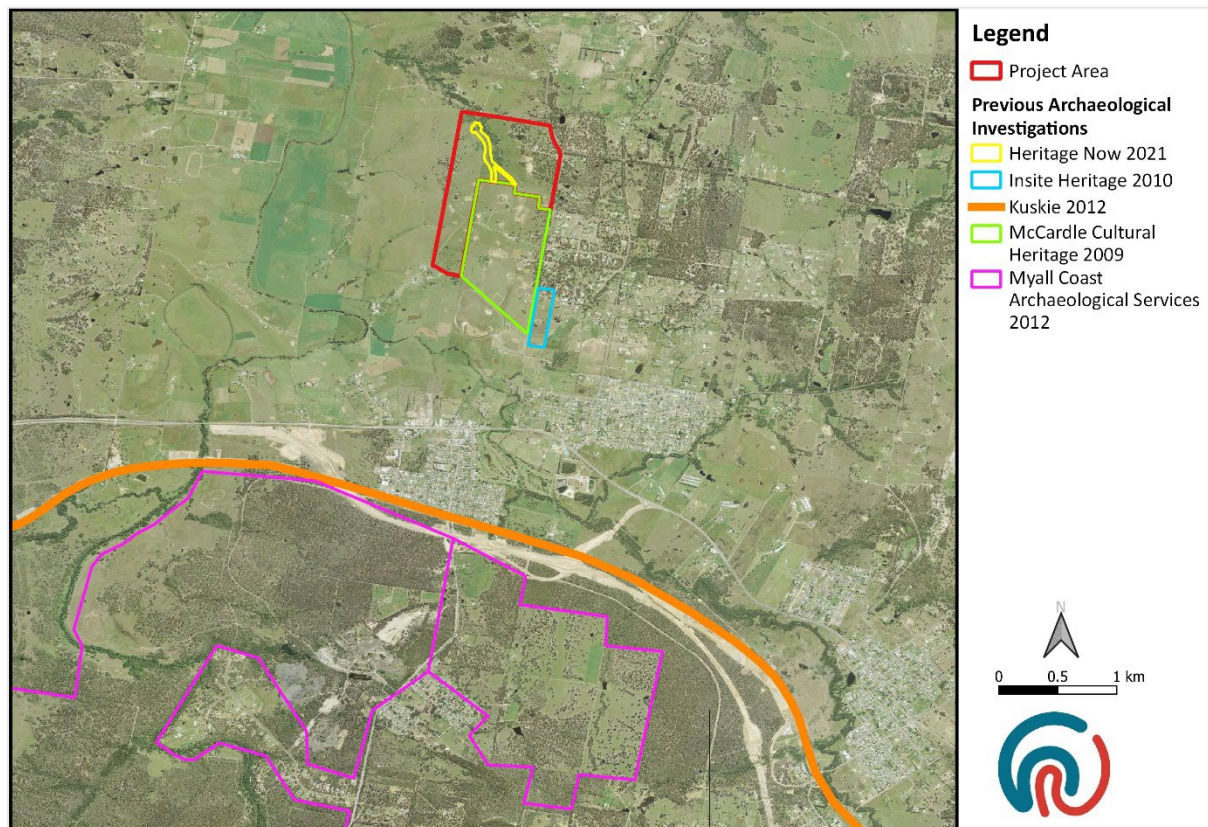 Legend
Project Area
Previous Archaeological
Investigations
Heritage Now 2021
Insite Heritage 2010
Kuskie 2012
McCardle Cultural
Heritage 2009
Myall Coast
Archaeological Services
2012
N
0 0.5 1 km